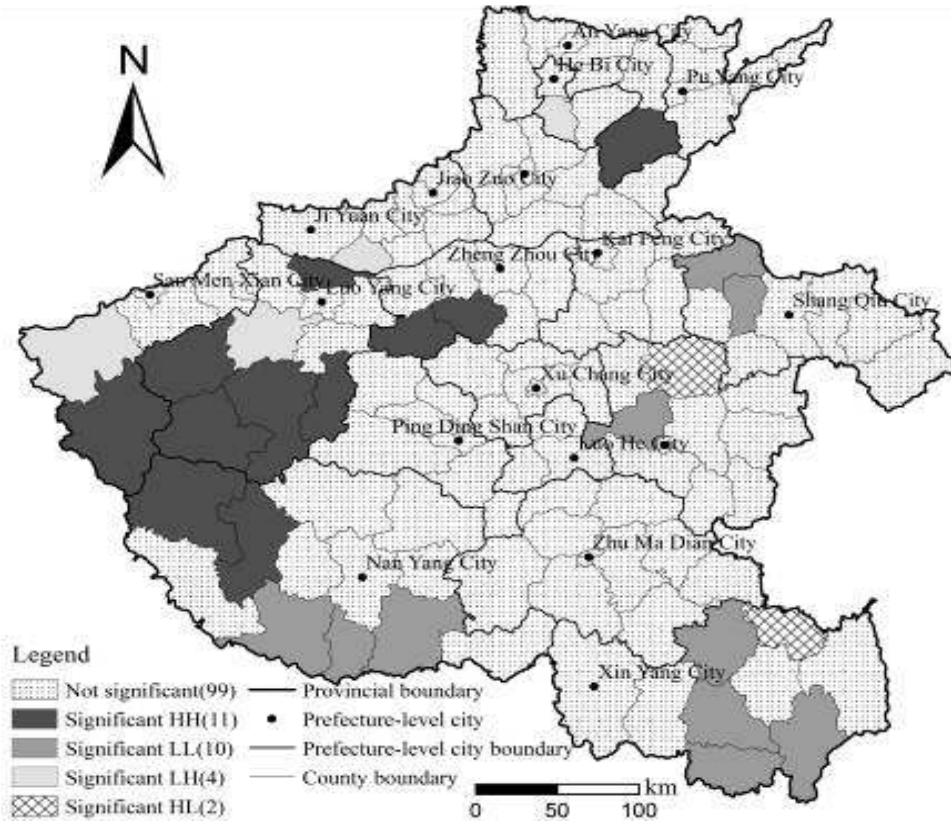 An Yang City
He Bi City
Pu Yang City
N
Jiao Zuo City
Ji Yuan City
Kai Feng City
Zheng Zhou City
San Men Xian City
Luo Yang City
Shang Qiu City
Xu Chang City
Ping Ding Shan City
Luo He City
Zhu Ma Dian City
Nan Yang City
Xin Yang City
Legend
Not significant(99)
Provincial boundary
Significant HH(11)
Prefecture-level city
Significant LL(10)
Prefecture-level city boundary
Significant LH(4)
County boundary
Significant HL(2)
km
0
50
100